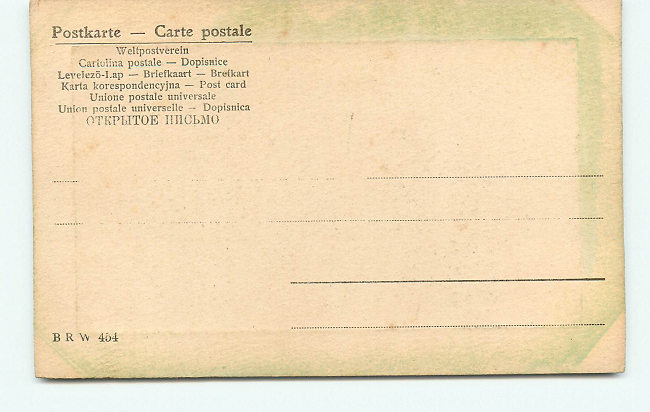 Postkarte — Carte postale
Weltpostverein
Cartolina postale — Dopisnice
Levelező-Lap — Briefkaart — Brefkart
Karta korespondencyjna — Post card
Unione postale universale
Union postale universelle — Dopisnica
ОТКРЫТОЕ ПИСЬМО
B R W 454